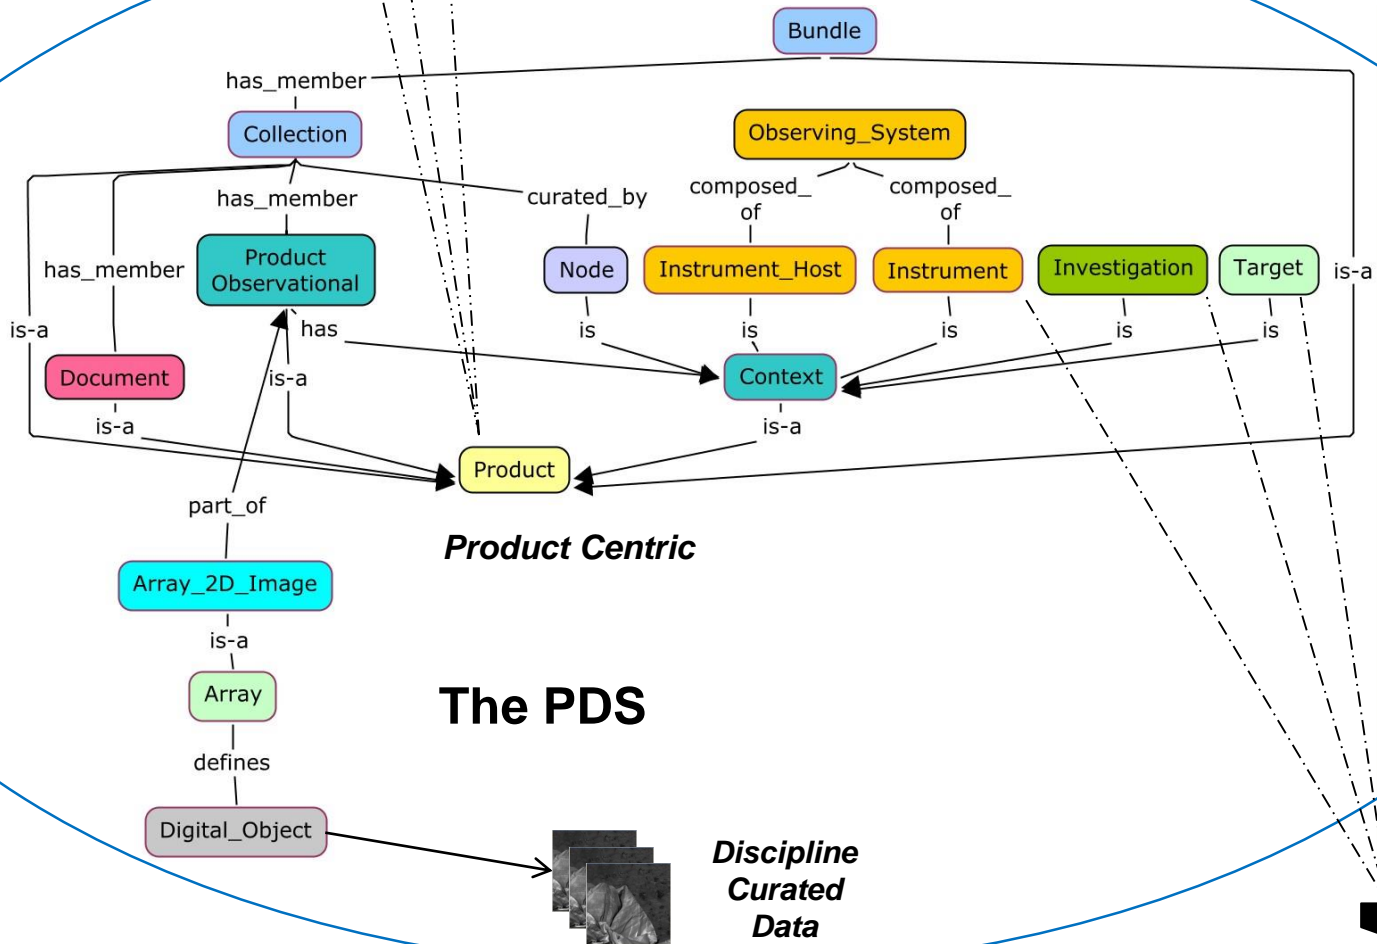 Bundle
has_member
Collection
Observing_System
has_member
curated_by
composed_
of
composed_
of
has_member
Product
Observational
Node
Instrument_Host
Instrument
Investigation
Target
is-a
is-a
has
is
is
is
is
is
Document
is-a
Context
is-a
is-a
Product
part_of
Product Centric
Array_2D_Image
is-a
Array
The PDS
defines
Digital_Object
Discipline
Curated
Data